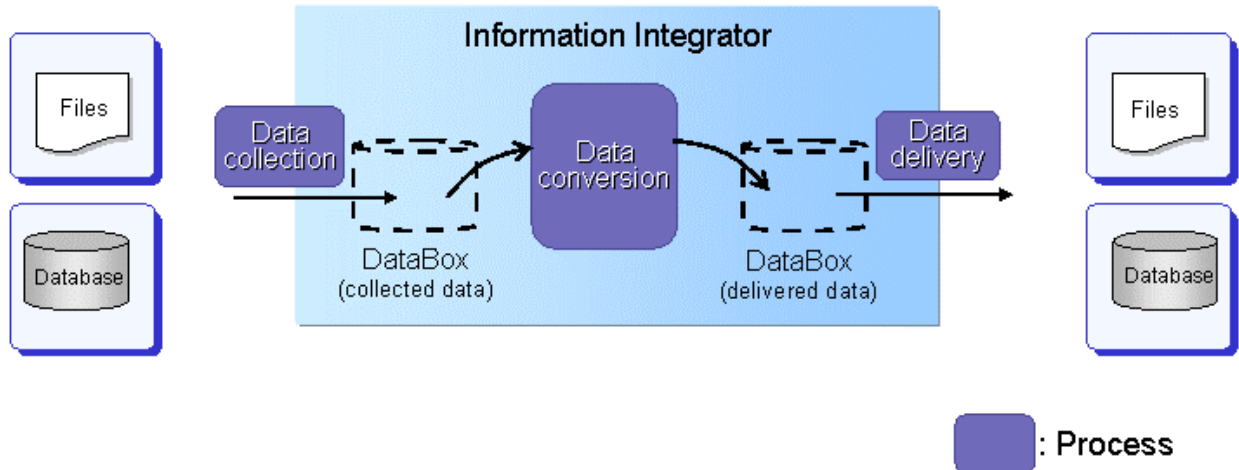 Information Integrator
Files
Database
Data
collection
DataBox
(collected data)
Data
conversion
DataBox
(delivered data)
Data
delivery
Files
Database
: Process